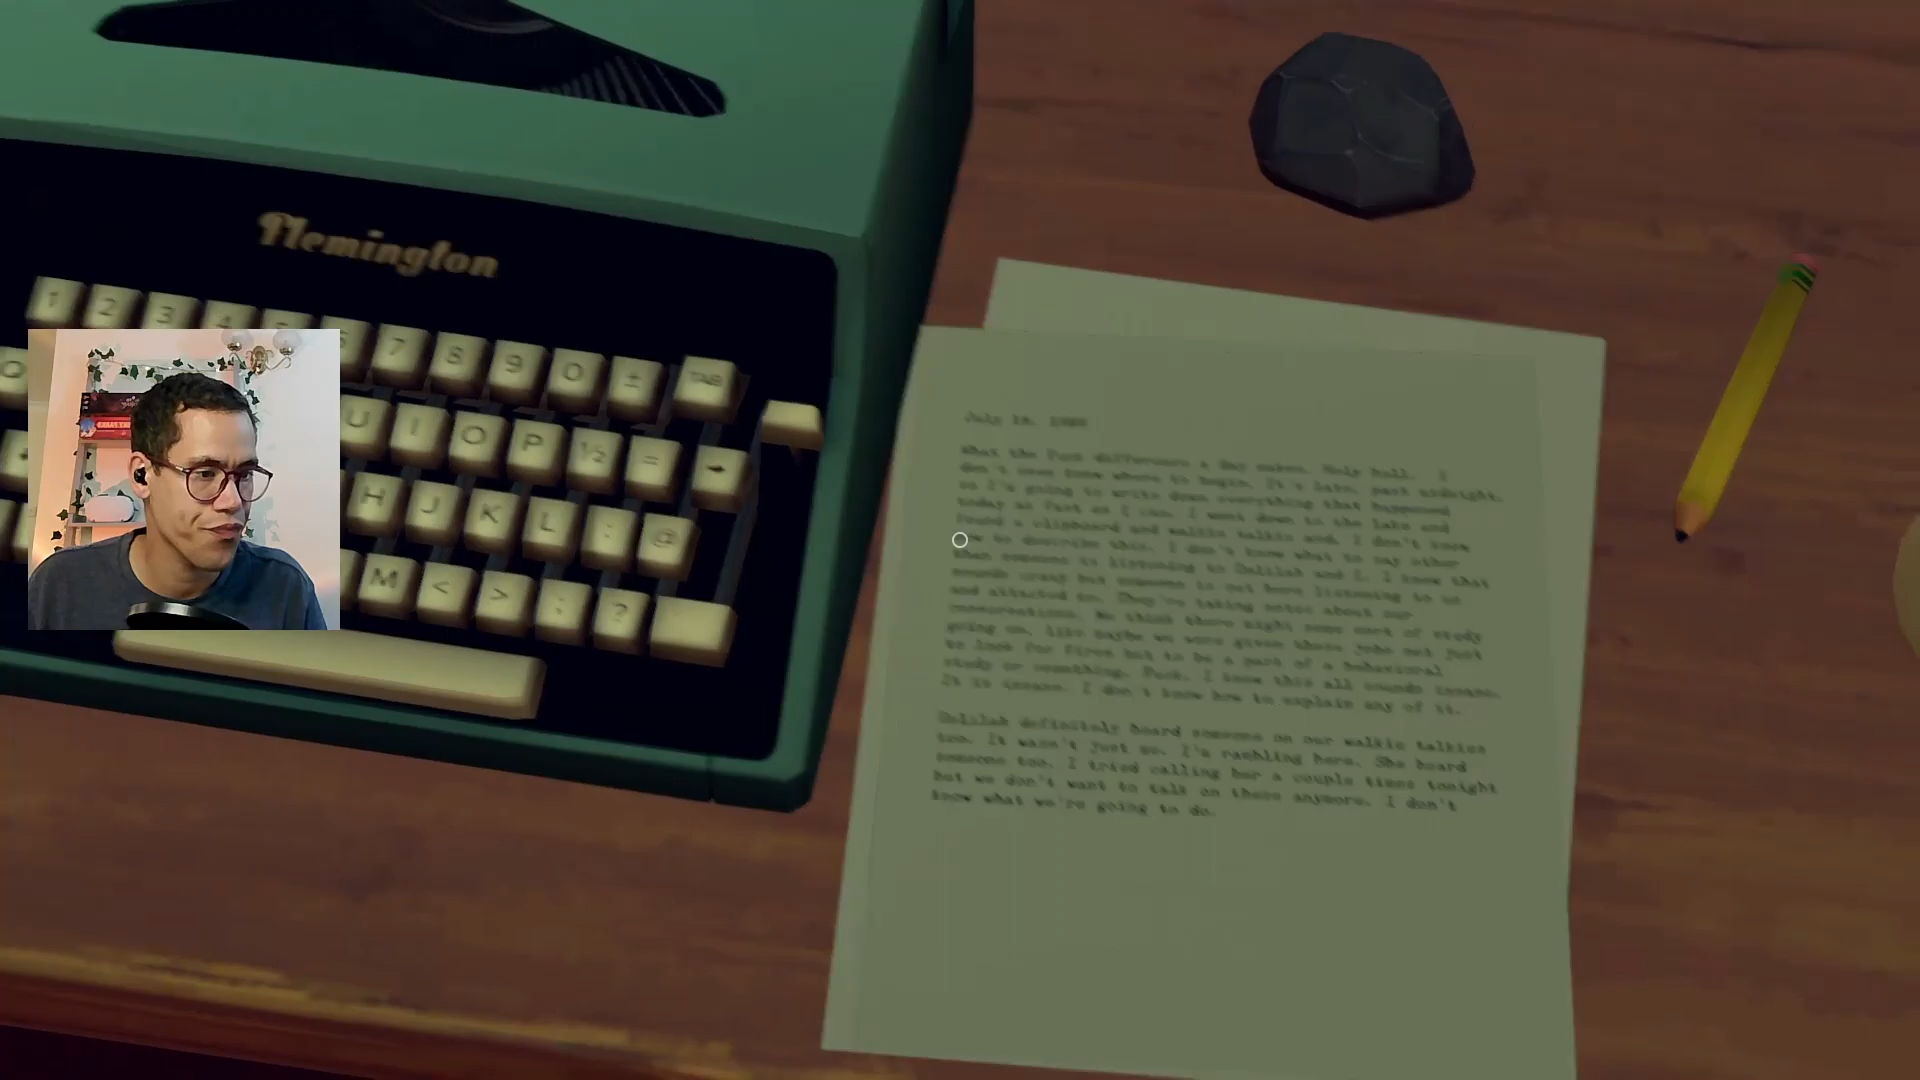 Flemington
1 2 3 4 5 6 7 8 9 0 ± TAB
Q U I O P ½ =
H J K L : @
M < > ; ?
July 18, 1989
What the fuck difference a day makes. Holy hell. I
don't even know where to begin. It's late, past midnight,
so I'm going to write down everything that happened
today as fast as I can. I went down to the lake and
found a clipboard and walkie talkie and. I don't know
how to describe this. I don't know what to say other
than someone is listening to Delilah and I. I know that
sounds crazy but someone is out here listening to us
and attacked me. They're taking notes about our
conversations. We think there might some sort of study
going on, like maybe we were given these jobs not just
to look for fires but to be a part of a behavioral
study or something. Fuck. I know this all sounds insane.
It is insane. I don't know how to explain any of it.
Delilah definitely heard someone on our walkie talkies
too. It wasn't just me. I'm rambling here. She heard
someone too. I tried calling her a couple times tonight
but we don't want to talk on these anymore. I don't
know what we're going to do.